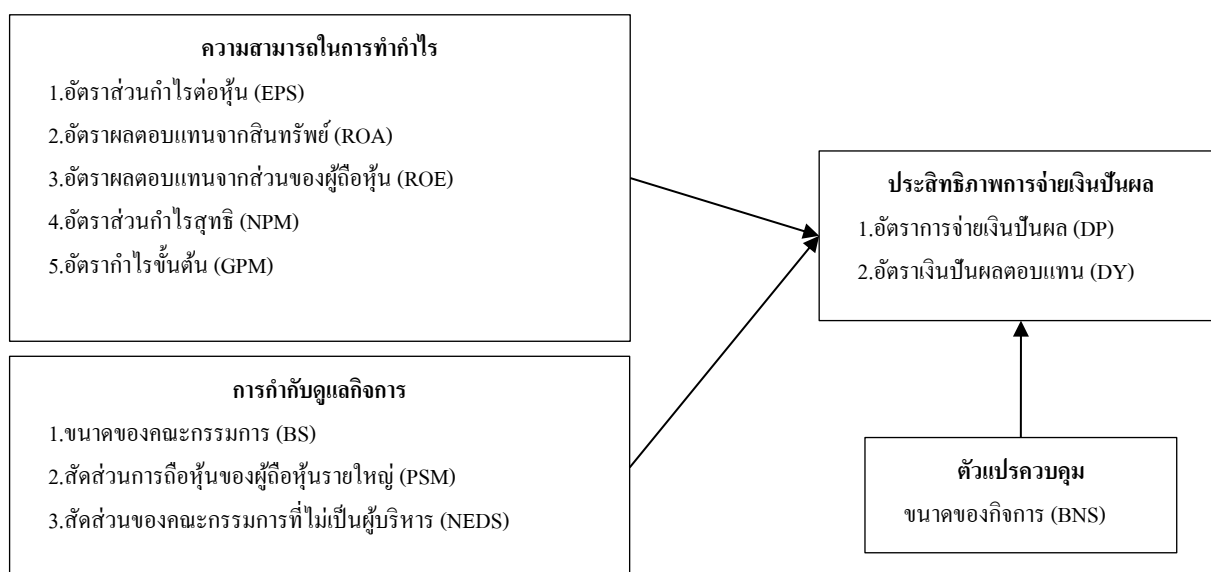 ความสามารถในการทำกำไร
1.อัตราส่วนกำไรต่อหุ้น (EPS)
2.อัตราผลตอบแทนจากสินทรัพย์ (ROA)
3.อัตราผลตอบแทนจากส่วนของผู้ถือหุ้น (ROE)
4.อัตราส่วนกำไรสุทธิ (NPM)
5.อัตรากำไรขั้นต้น (GPM)
การกำกับดูแลกิจการ
1.ขนาดของคณะกรรมการ (BS)
2.สัดส่วนการถือหุ้นของผู้ถือหุ้นรายใหญ่ (PSM)
3.สัดส่วนของคณะกรรมการที่ไม่เป็นผู้บริหาร (NEDS)
ประสิทธิภาพการจ่ายเงินปันผล
1.อัตราการจ่ายเงินปันผล (DP)
2.อัตราเงินปันผลตอบแทน (DY)
ตัวแปรควบคุม
ขนาดของกิจการ (BNS)